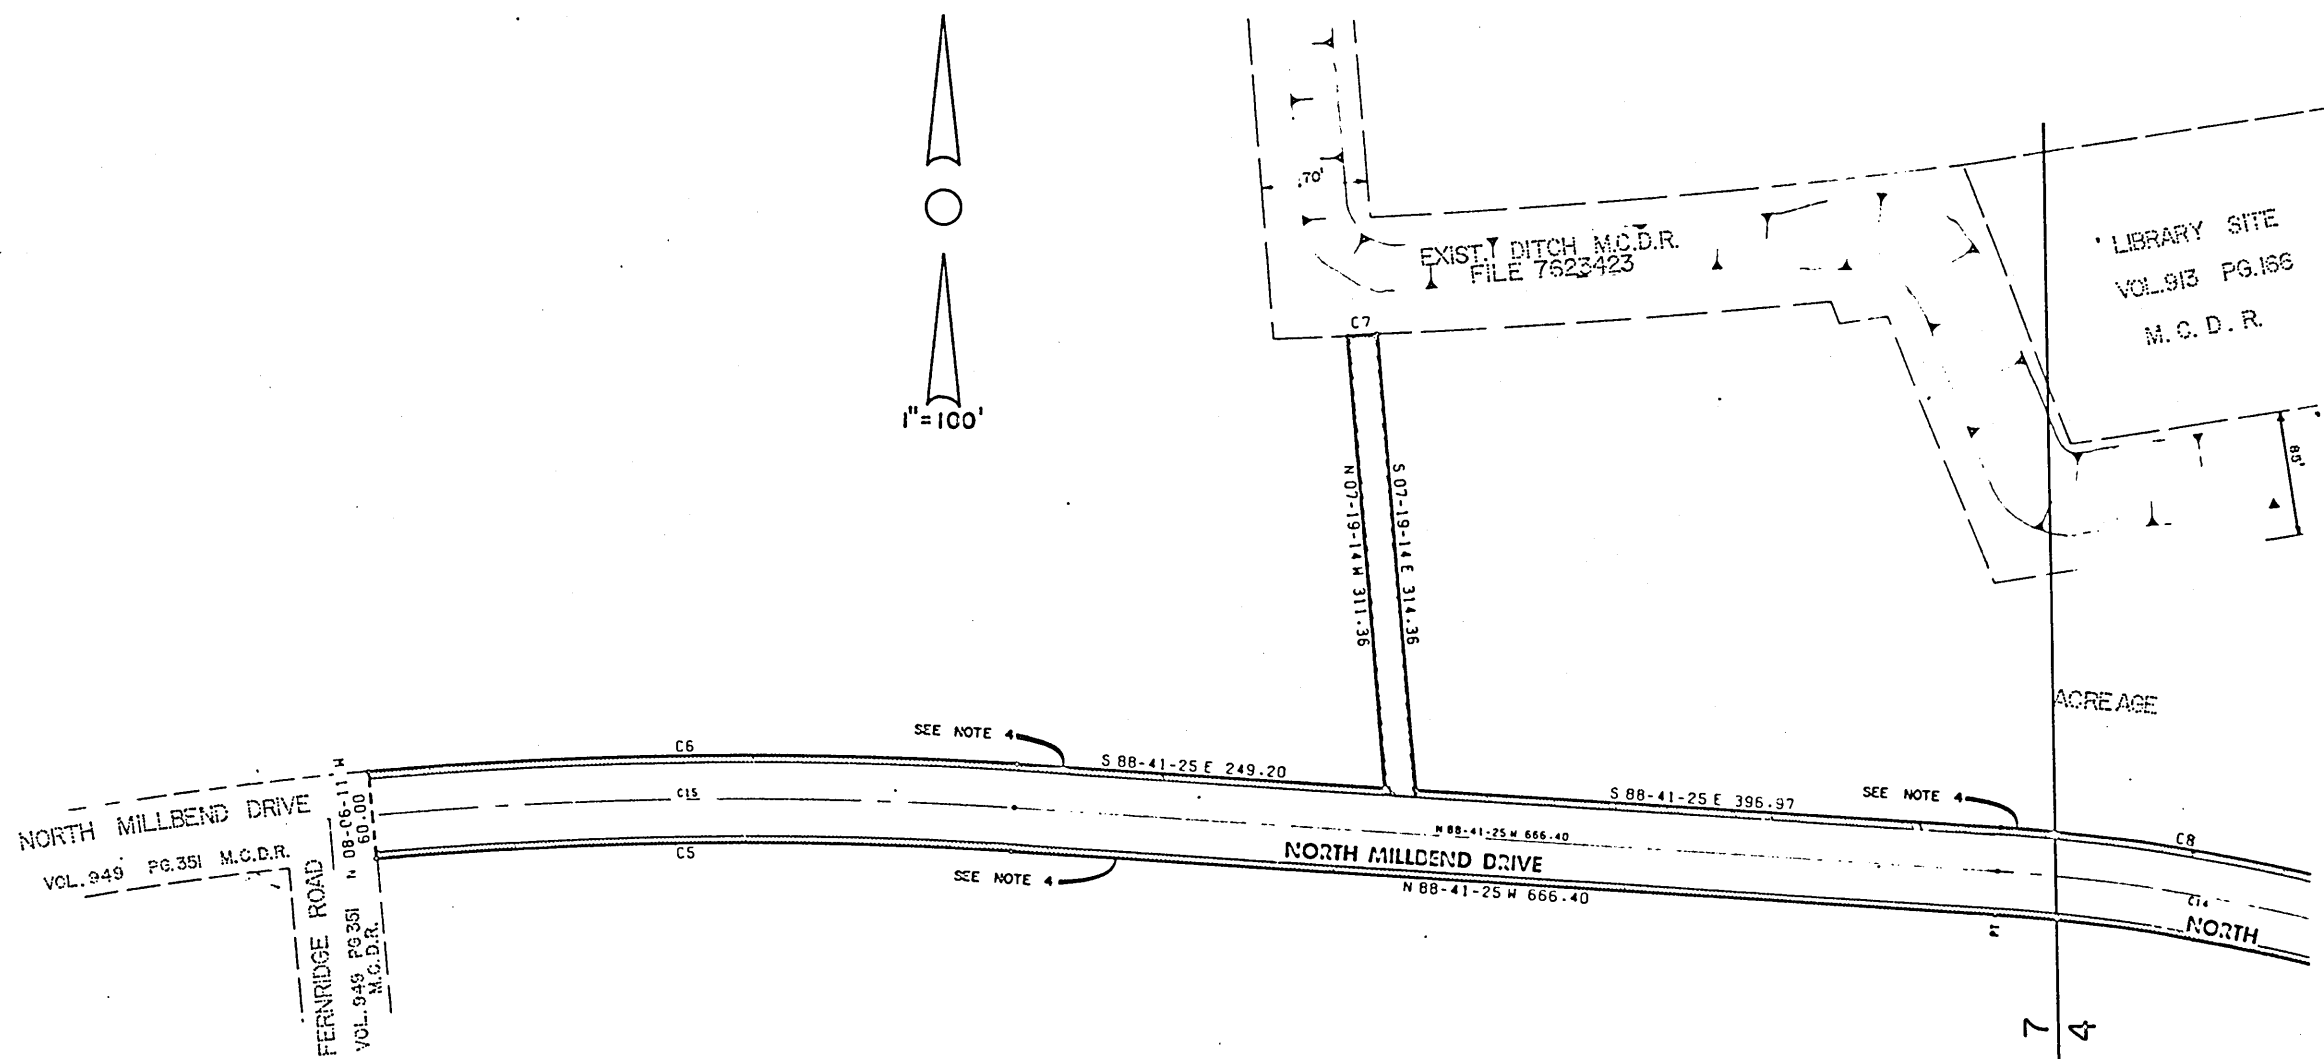 1"=100'
70'
EXIST. DITCH M.C.D.R.
FILE 7623423
LIBRARY SITE
VOL.913 PG.166
M.C.D.R.
C7
85'
N 07-19-14 W 311.36
S 07-19-14 E 314.36
ACREAGE
SEE NOTE 4
C6
S 88-41-25 E 249.20
C15
S 88-41-25 E 396.97
SEE NOTE 4
N 88-41-25 W 666.40
C8
NORTH MILLBEND DRIVE
VOL.949 PG.351 M.C.D.R.
N 08-06-11 W
60.00
C5
SEE NOTE 4
NORTH MILLBEND DRIVE
N 88-41-25 W 666.40
C14
NORTH
PT
FERNRIDGE ROAD
VOL.949 PG 351
M.C.D.R.
7
4